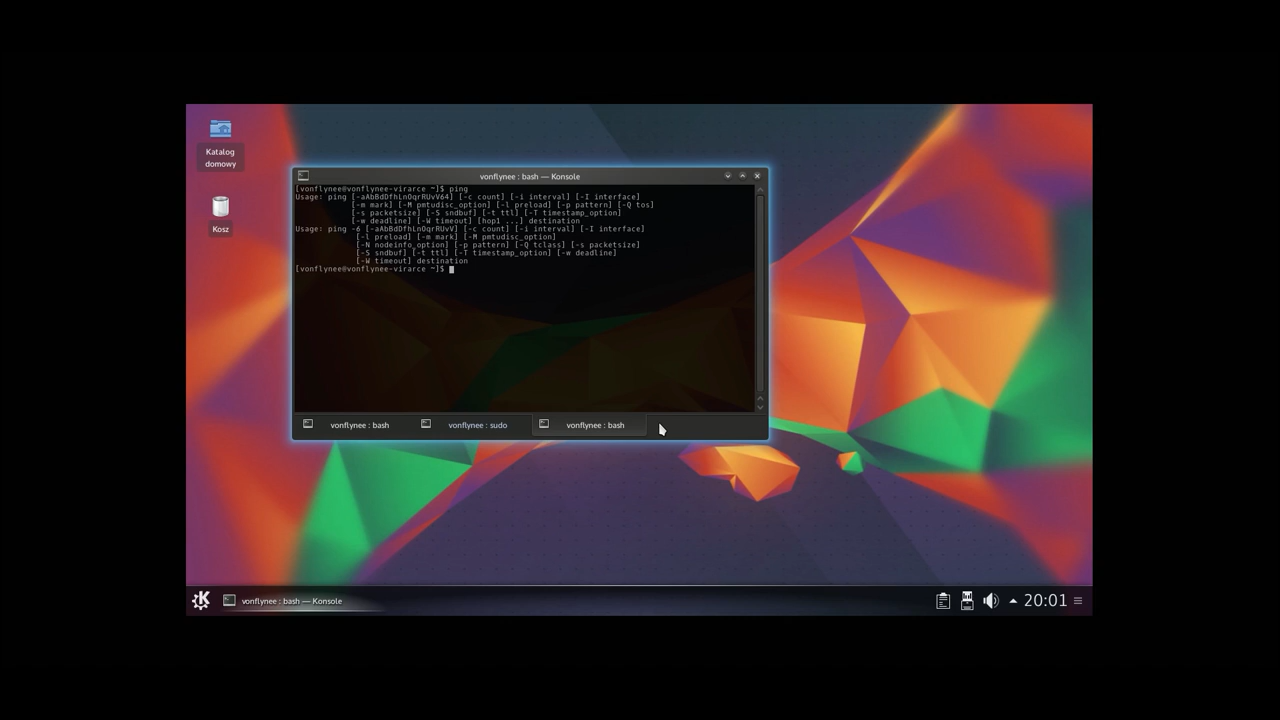 Katalog
domowy
Kosz
vonflynee : bash — Konsole
[vonflynee@vonflynee-virarce ~]$ ping
Usage: ping [-aAbBdDfhLnOqrRUvV64] [-c count] [-i interval] [-I interface]
            [-m mark] [-M pmtudisc_option] [-l preload] [-p pattern] [-Q tos]
            [-s packetsize] [-S sndbuf] [-t ttl] [-T timestamp_option]
            [-w deadline] [-W timeout] [hop1 ...] destination
Usage: ping -6 [-aAbBdDfhLnOqrRUvV] [-c count] [-i interval] [-I interface]
             [-l preload] [-m mark] [-M pmtudisc_option]
             [-N nodeinfo_option] [-p pattern] [-Q tclass] [-s packetsize]
             [-S sndbuf] [-t ttl] [-T timestamp_option] [-w deadline]
             [-W timeout] destination
[vonflynee@vonflynee-virarce ~]$
vonflynee : bash
vonflynee : sudo
vonflynee : bash
vonflynee : bash — Konsole
20:01